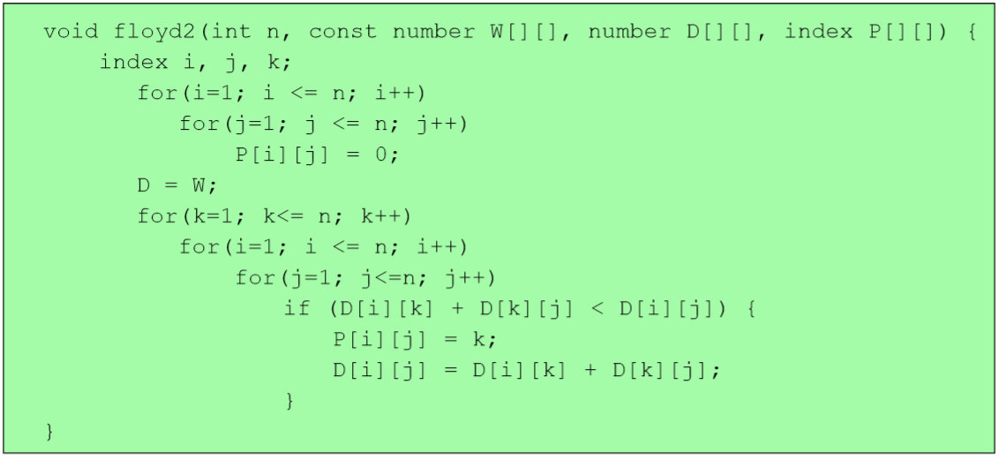 void floyd2(int n, const number W[][], number D[][], index P[][]) {
index i, j, k;
for(i=1; i <= n; i++)
for(j=1; j <= n; j++)
P[i][j] = 0;
D = W;
for(k=1; k<= n; k++)
for(i=1; i <= n; i++)
for(j=1; j<=n; j++)
if (D[i][k] + D[k][j] < D[i][j]) {
P[i][j] = k;
D[i][j] = D[i][k] + D[k][j];
}
}